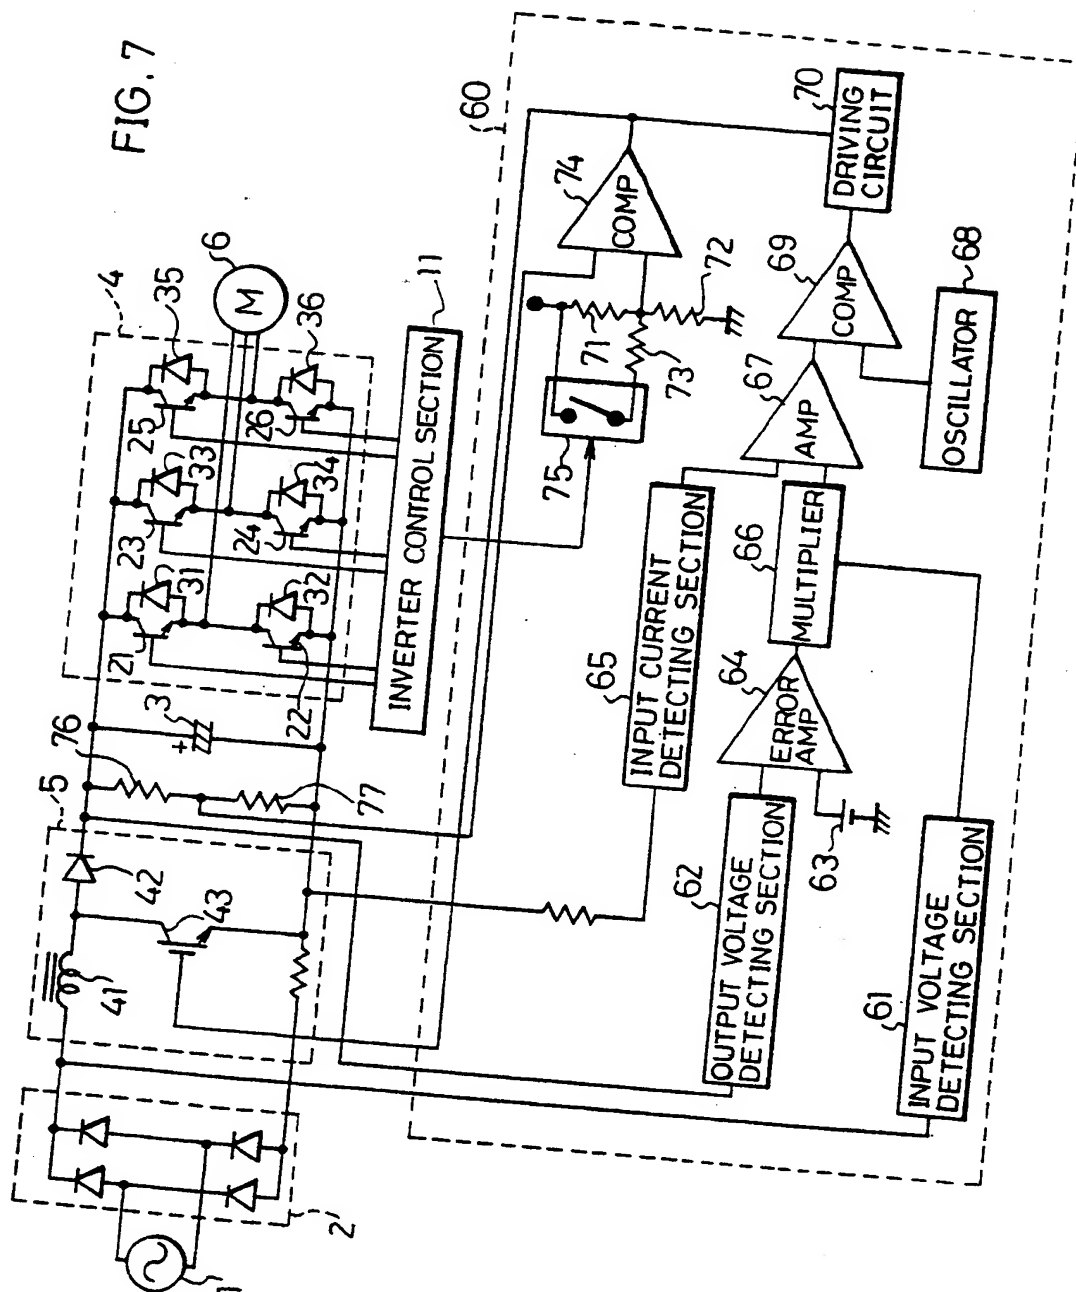 FIG. 7
60
4
6
35
36
25
26
M
11
INVERTER CONTROL SECTION
23
33
34
24
21
31
32
22
3
+
76
77
5
42
43
41
2
1
74
COMP
71
72
73
75
70
DRIVING
CIRCUIT
69
COMP
68
OSCILLATOR
67
AMP
66
MULTIPLIER
65
INPUT CURRENT
DETECTING SECTION
64
ERROR
AMP
63
62
OUTPUT VOLTAGE
DETECTING SECTION
61
INPUT VOLTAGE
DETECTING SECTION